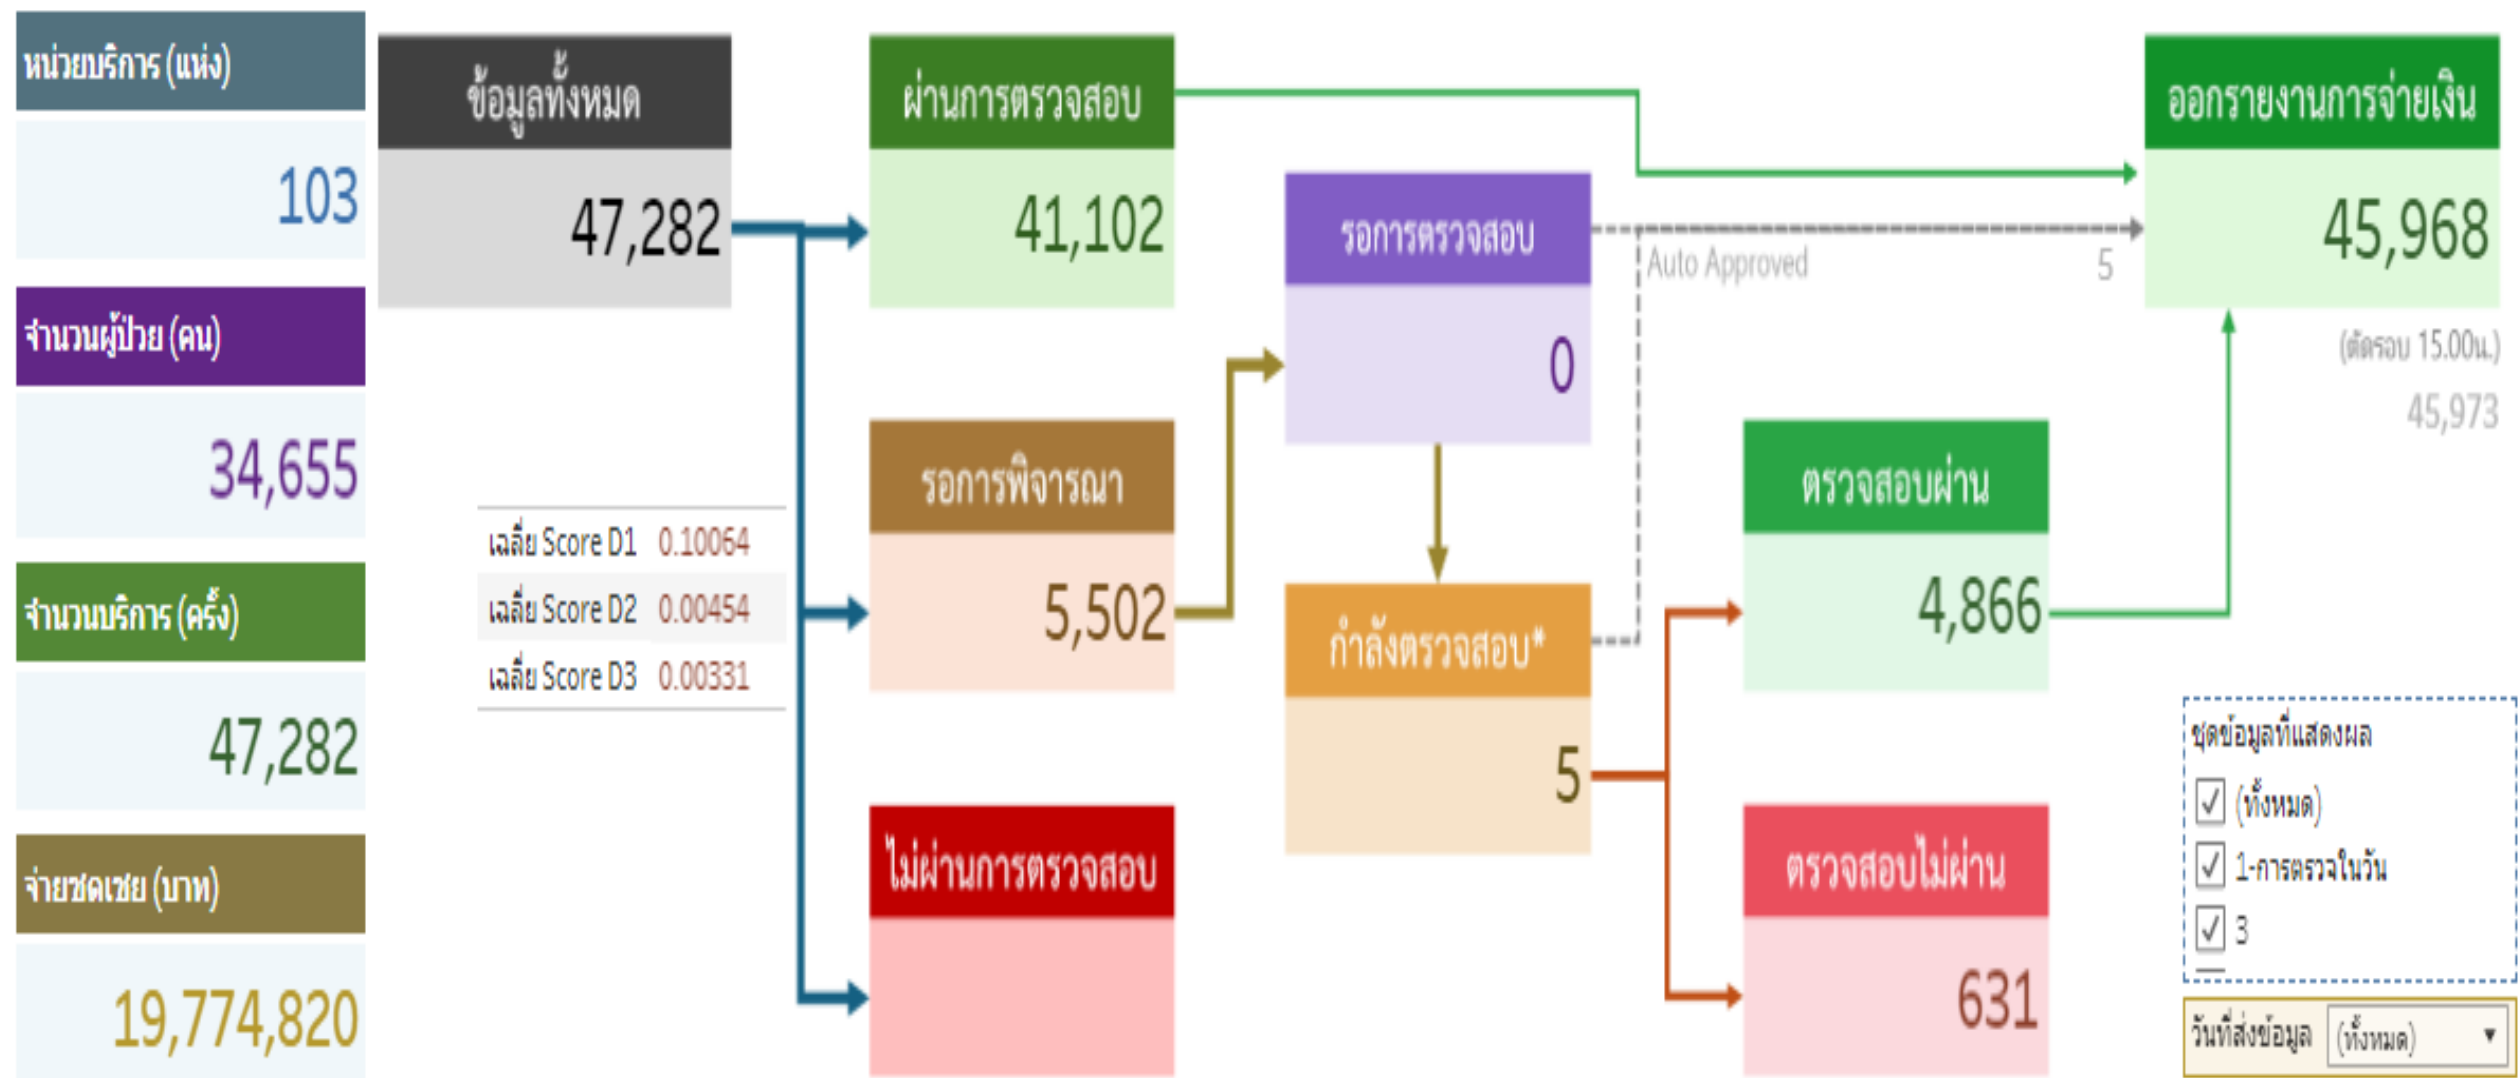 หน่วยบริการ (แห่ง)
103
จำนวนผู้ป่วย (คน)
34,655
จำนวนบริการ (ครั้ง)
47,282
จ่ายชดเชย (บาท)
19,774,820
ข้อมูลทั้งหมด
47,282
เฉลี่ย Score D1 0.10064
เฉลี่ย Score D2 0.00454
เฉลี่ย Score D3 0.00331
ผ่านการตรวจสอบ
41,102
รอการพิจารณา
5,502
ไม่ผ่านการตรวจสอบ
รอการตรวจสอบ
0
กำลังตรวจสอบ*
5
Auto Approved
5
ตรวจสอบผ่าน
4,866
ตรวจสอบไม่ผ่าน
631
ออกรายงานการจ่ายเงิน
45,968
(ตัดรอบ 15.00น.)
45,973
ชุดข้อมูลที่แสดงผล
(ทั้งหมด)
1-การตรวจในวัน
3
วันที่ส่งข้อมูล (ทั้งหมด)